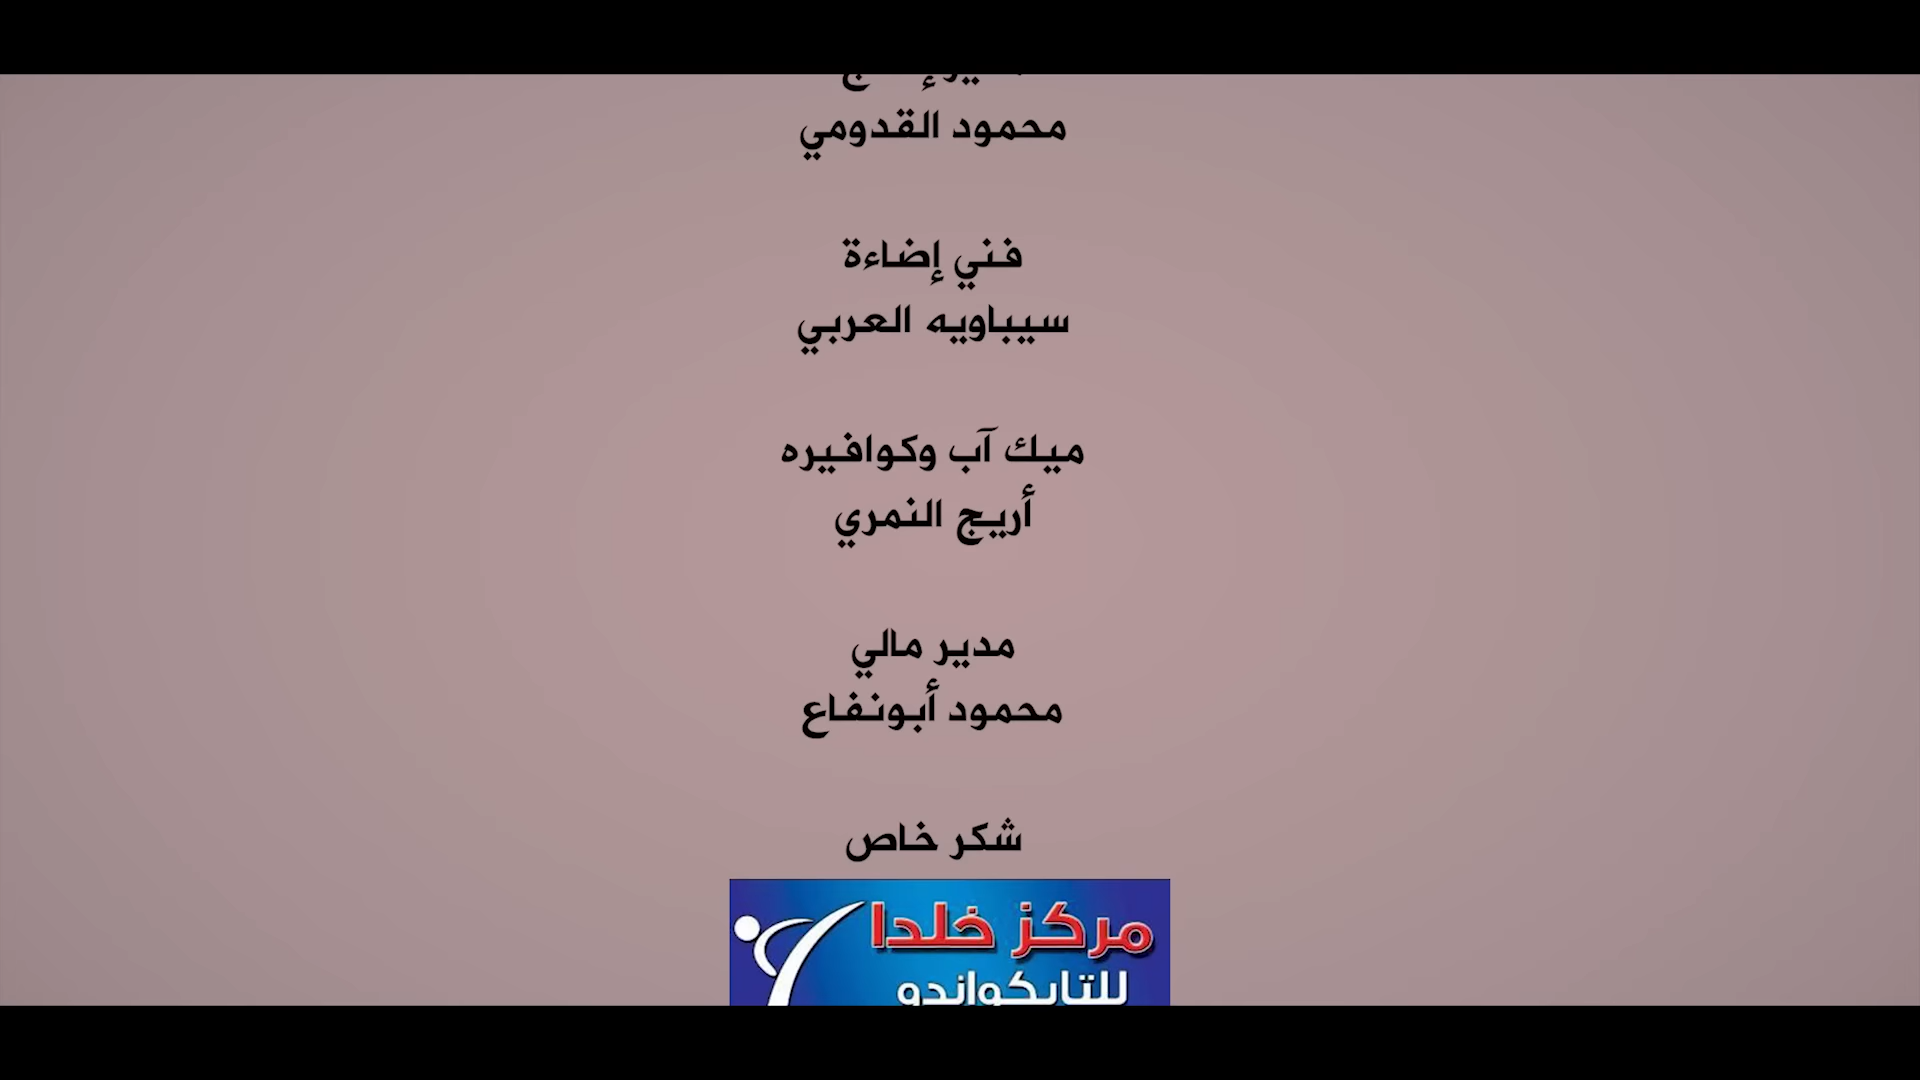 محمود القدومي
فني إضاءة
سيباويه العربي
ميك آب وكوافيره
أريج النمري
مدير مالي
محمود أبونفاع
شكر خاص
مركز خلدا
للتايكواندو